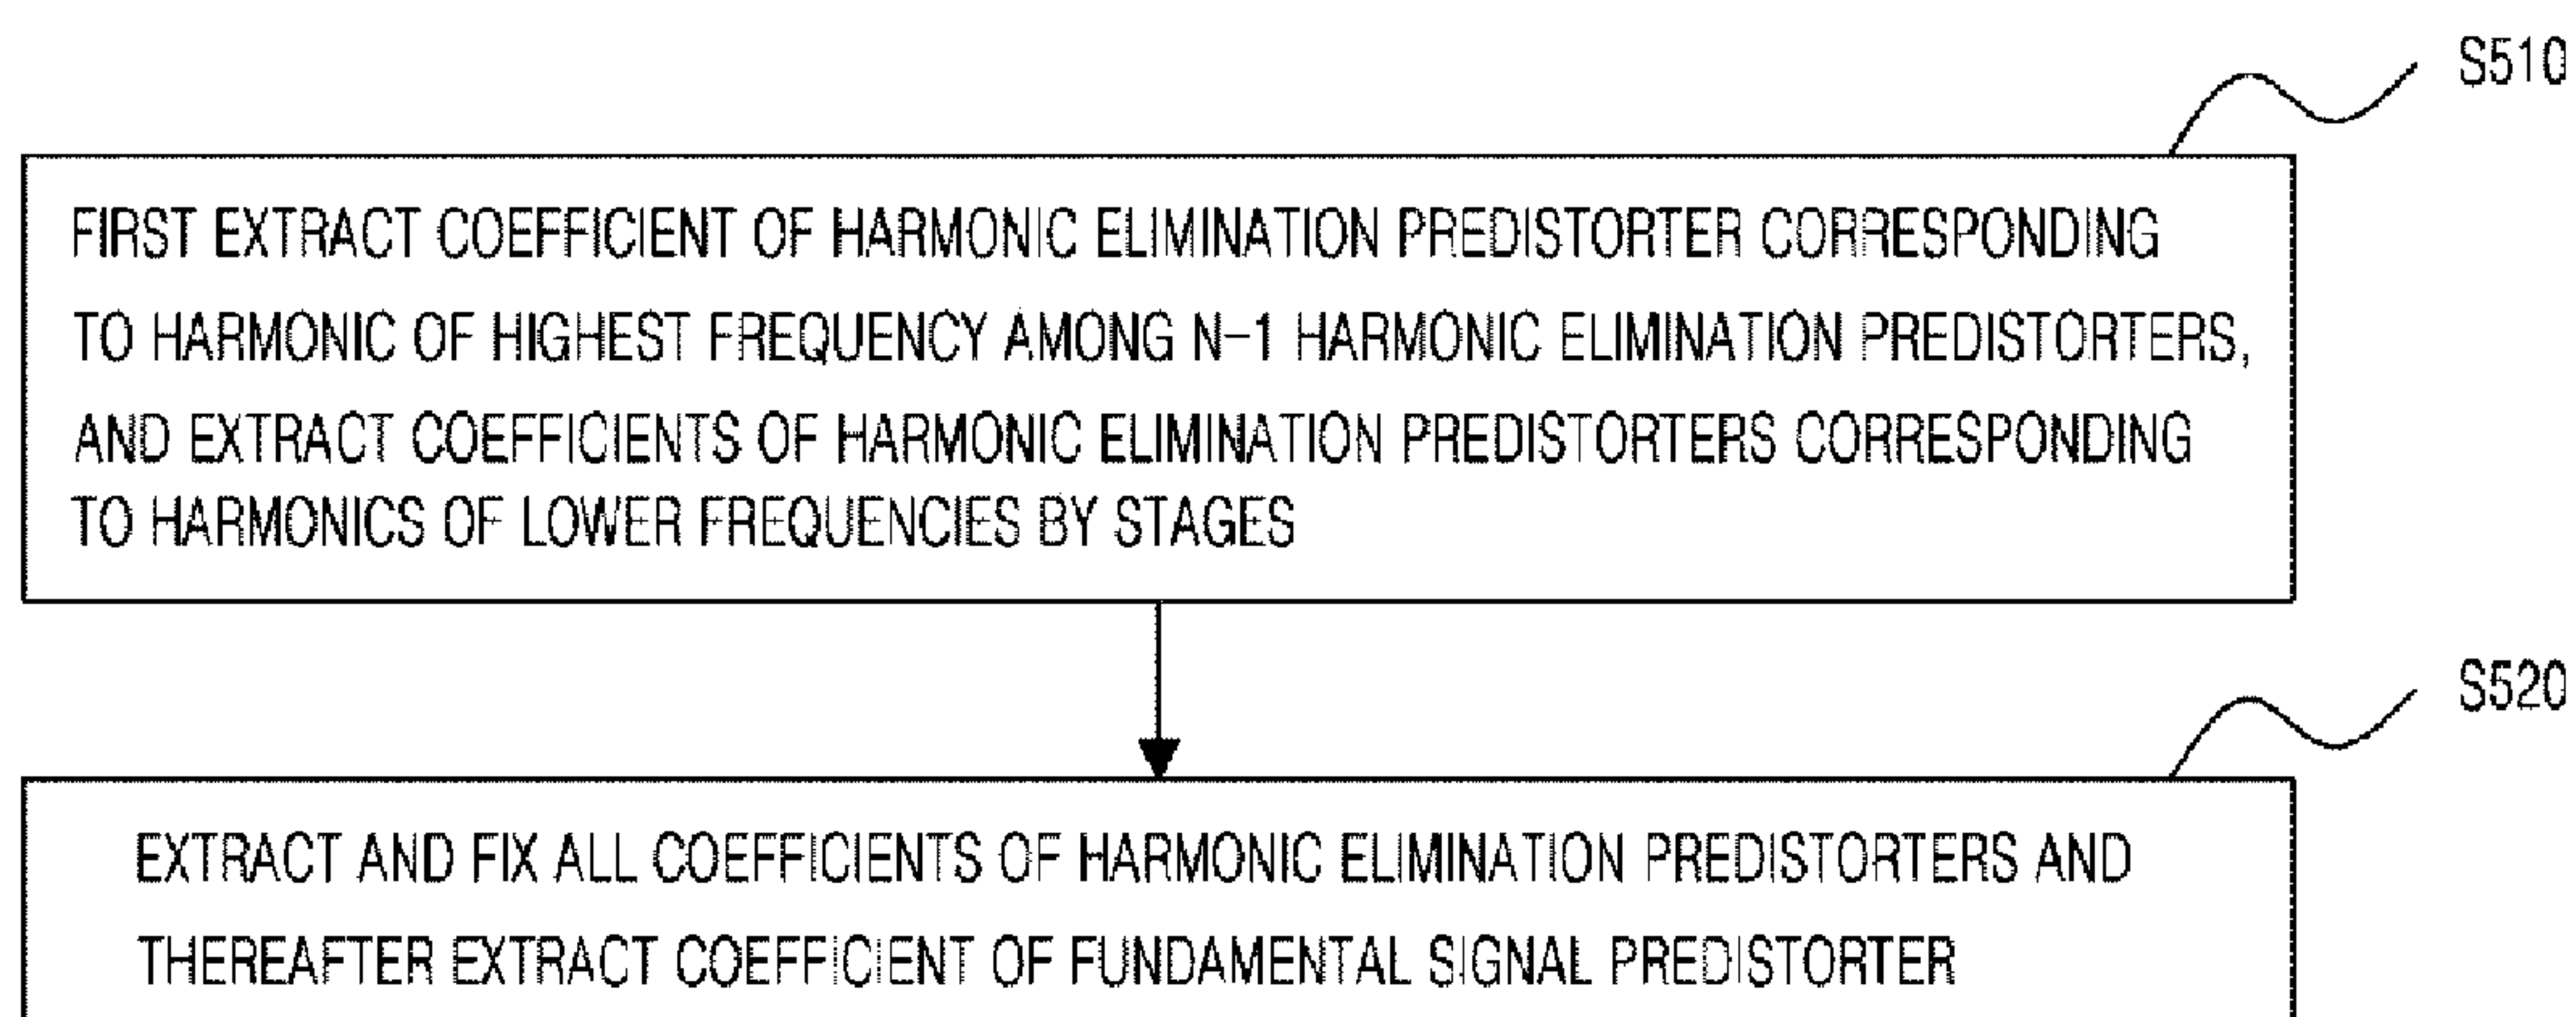 S510
FIRST EXTRACT COEFFICIENT OF HARMONIC ELIMINATION PREDISTORTER CORRESPONDING
TO HARMONIC OF HIGHEST FREQUENCY AMONG N-1 HARMONIC ELIMINATION PREDISTORTERS,
AND EXTRACT COEFFICIENTS OF HARMONIC ELIMINATION PREDISTORTERS CORRESPONDING
TO HARMONICS OF LOWER FREQUENCIES BY STAGES
S520
EXTRACT AND FIX ALL COEFFICIENTS OF HARMONIC ELIMINATION PREDISTORTERS AND
THEREAFTER EXTRACT COEFFICIENT OF FUNDAMENTAL SIGNAL PREDISTORTER